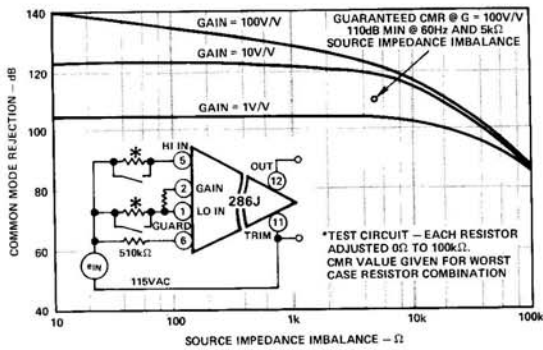 140
120
100
80
60
40
COMMON MODE REJECTION – dB
GAIN = 100V/V
GAIN = 10V/V
GAIN = 1V/V
GUARANTEED CMR @ G = 100V/V
110dB MIN @ 60Hz AND 5kΩ
SOURCE IMPEDANCE IMBALANCE
*
HI IN
5
2
GAIN
*
1
LO IN
GUARD
6
510kΩ
eIN
115VAC
286J
OUT
12
11
TRIM
*TEST CIRCUIT – EACH RESISTOR
ADJUSTED 0Ω TO 100kΩ.
CMR VALUE GIVEN FOR WORST
CASE RESISTOR COMBINATION
10
100
1k
10k
100k
SOURCE IMPEDANCE IMBALANCE – Ω